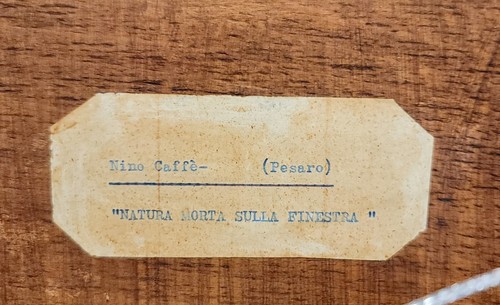 Nino Caffè- (Pesaro)
"NATURA MORTA SULLA FINESTRA "